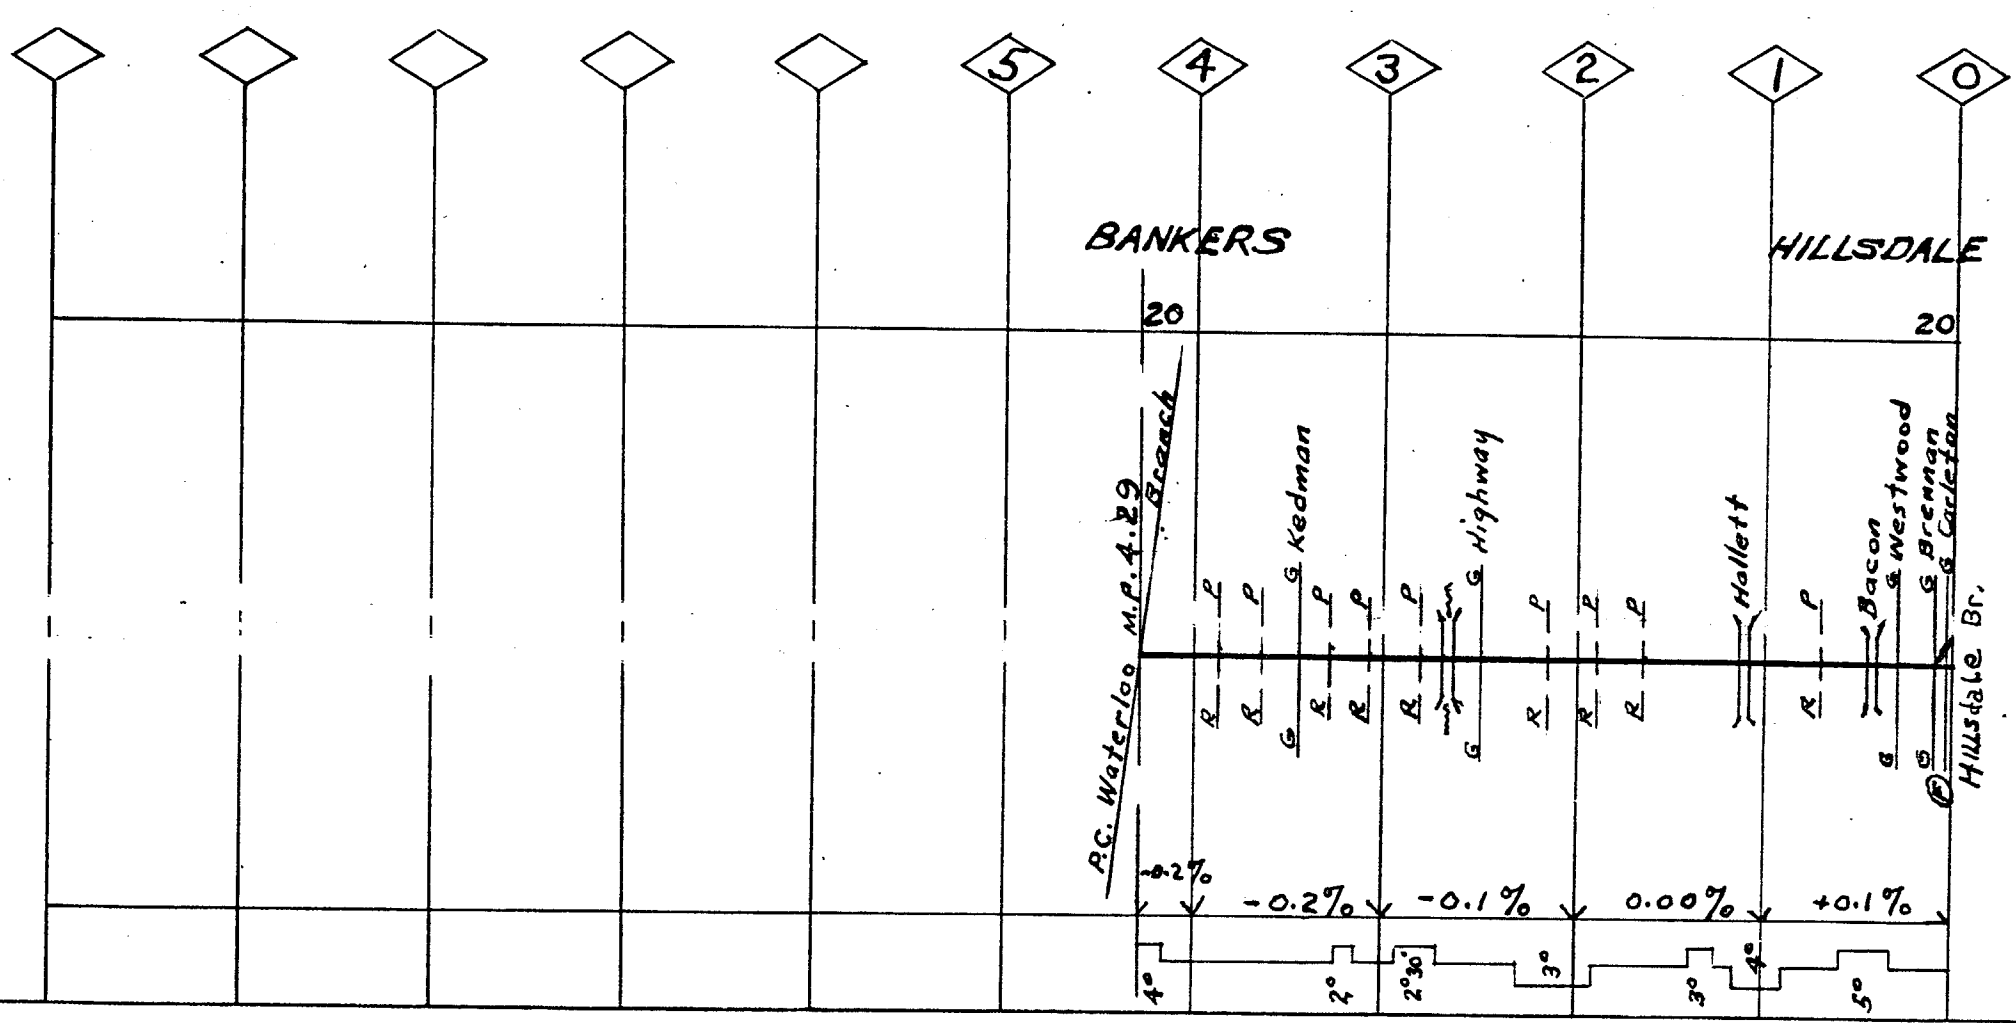 5 4 3 2 1 0
BANKERS HILLSDALE
20 20
P.C. Waterloo M.P. 4.29
Branch
G Kedman
G Highway
Hallett
Bacon
G Westwood
G Brennan
G Carleton
P P P P P P P P P
R R R R R R R R R
G G G G
Hillsdale Br.
-0.2% -0.2% -0.1% 0.00% +0.1%
4° 2° 2°30' 3° 3° 4° 5°